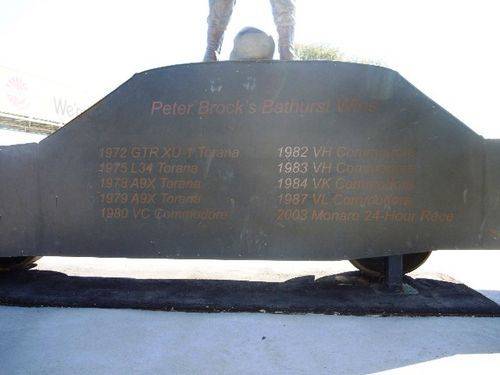 We're
Peter Brock's Bathurst Wins
1972 GTR XU-1 Torana
1975 L34 Torana
1978 A9X Torana
1979 A9X Torana
1980 VC Commodore
1982 VH Commodore
1983 VH Commodore
1984 VK Commodore
1987 VL Commodore
2003 Monaro 24-Hour Race